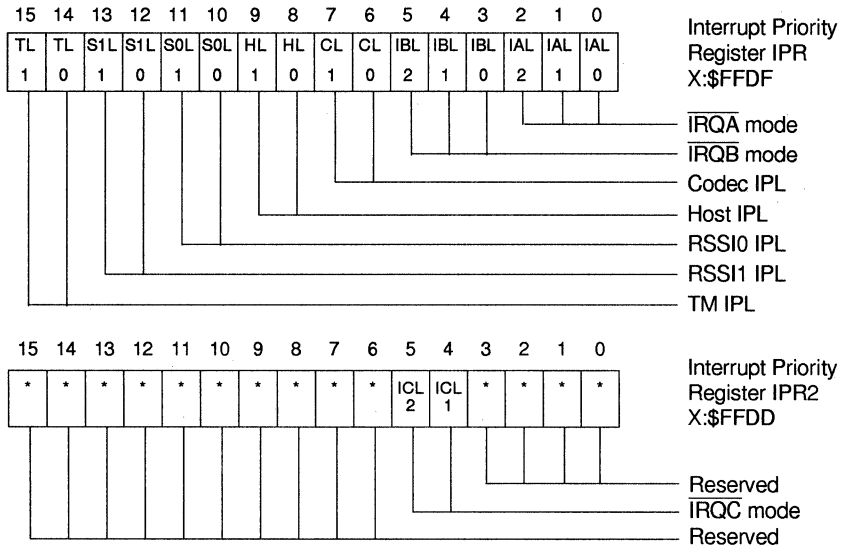 15 14 13 12 11 10 9 8 7 6 5 4 3 2 1 0
TL TL S1L S1L S0L S0L HL HL CL CL IBL IBL IBL IAL IAL IAL
1 0 1 0 1 0 1 0 1 0 2 1 0 2 1 0
Interrupt Priority
Register IPR
X:$FFDF
IRQA mode
IRQB mode
Codec IPL
Host IPL
RSSI0 IPL
RSSI1 IPL
TM IPL
15 14 13 12 11 10 9 8 7 6 5 4 3 2 1 0
* * * * * * * * * * ICL ICL * * * *
2 1
Interrupt Priority
Register IPR2
X:$FFDD
Reserved
IRQC mode
Reserved